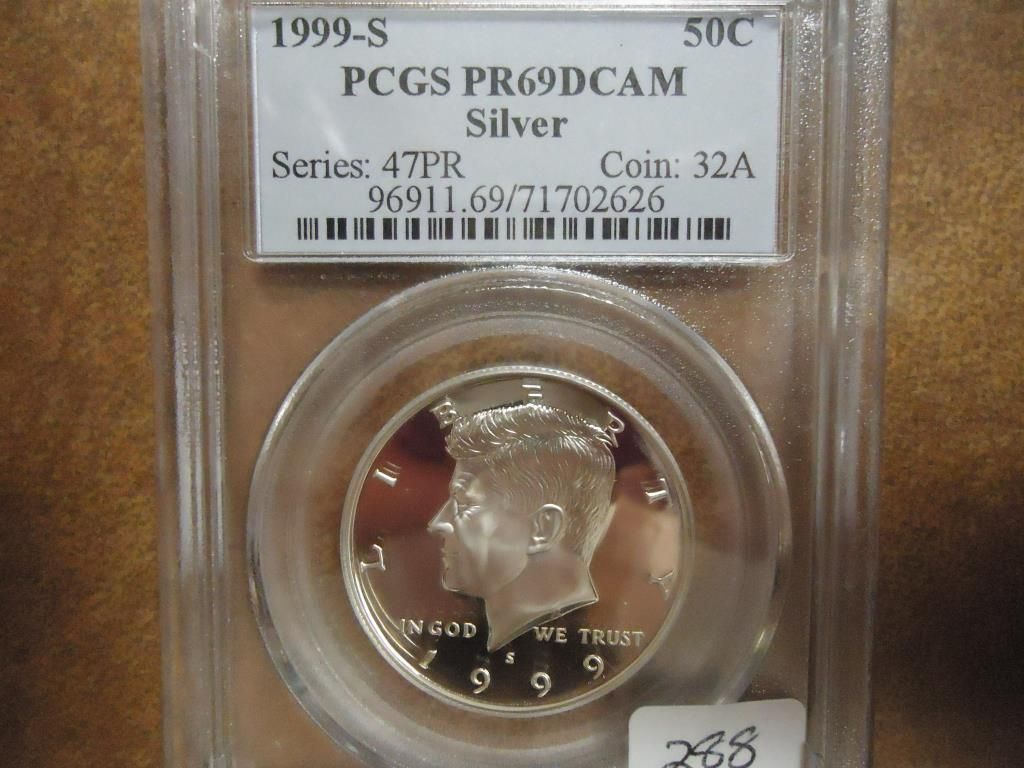 1999-S 50C
PCGS PR69DCAM
Silver
Series: 47PR Coin: 32A
96911.69/71702626
LIBERTY
IN GOD WE TRUST
S
1999
288